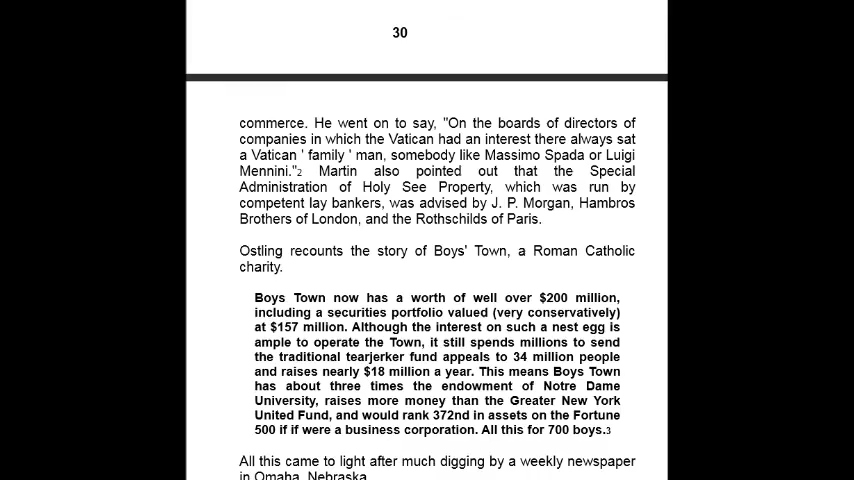 30
commerce. He went on to say, "On the boards of directors of
companies in which the Vatican had an interest there always sat
a Vatican ' family ' man, somebody like Massimo Spada or Luigi
Mennini."2 Martin also pointed out that the Special
Administration of Holy See Property, which was run by
competent lay bankers, was advised by J. P. Morgan, Hambros
Brothers of London, and the Rothschilds of Paris.
Ostling recounts the story of Boys' Town, a Roman Catholic
charity.
Boys Town now has a worth of well over $200 million,
including a securities portfolio valued (very conservatively)
at $157 million. Although the interest on such a nest egg is
ample to operate the Town, it still spends millions to send
the traditional tearjerker fund appeals to 34 million people
and raises nearly $18 million a year. This means Boys Town
has about three times the endowment of Notre Dame
University, raises more money than the Greater New York
United Fund, and would rank 372nd in assets on the Fortune
500 if if were a business corporation. All this for 700 boys.3
All this came to light after much digging by a weekly newspaper
in Omaha, Nebraska